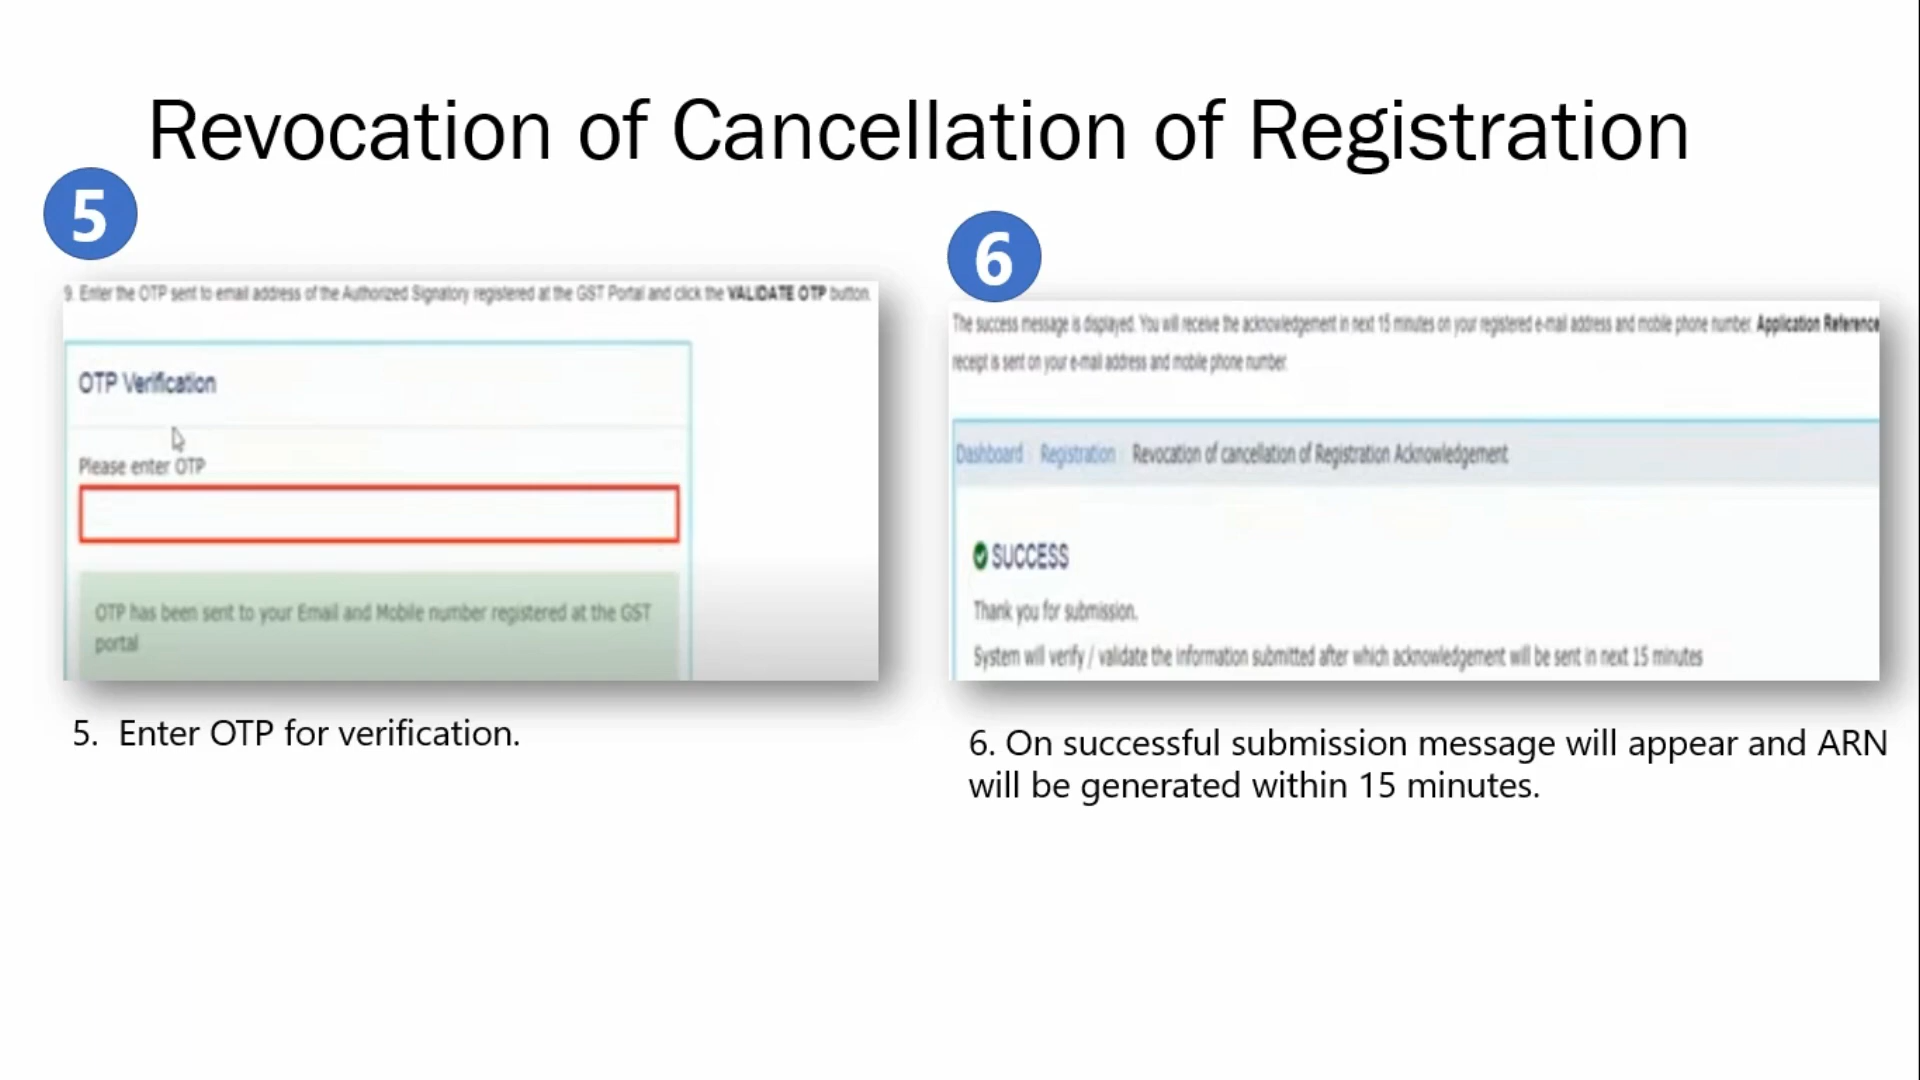 Revocation of Cancellation of Registration
5
9. Enter the OTP sent to email address of the Authorized Signatory registered at the GST Portal and click the VALIDATE OTP button.
OTP Verification
Please enter OTP
OTP has been sent to your Email and Mobile number registered at the GST
portal
5. Enter OTP for verification.
6
The success message is displayed. You will receive the acknowledgement in next 15 minutes on your registered e-mail address and mobile phone number. Application Reference
receipt is sent on your e-mail address and mobile phone number.
Dashboard Registration Revocation of cancellation of Registration Acknowledgement
SUCCESS
Thank you for submission.
System will verify / validate the information submitted after which acknowledgement will be sent in next 15 minutes
6. On successful submission message will appear and ARN
will be generated within 15 minutes.